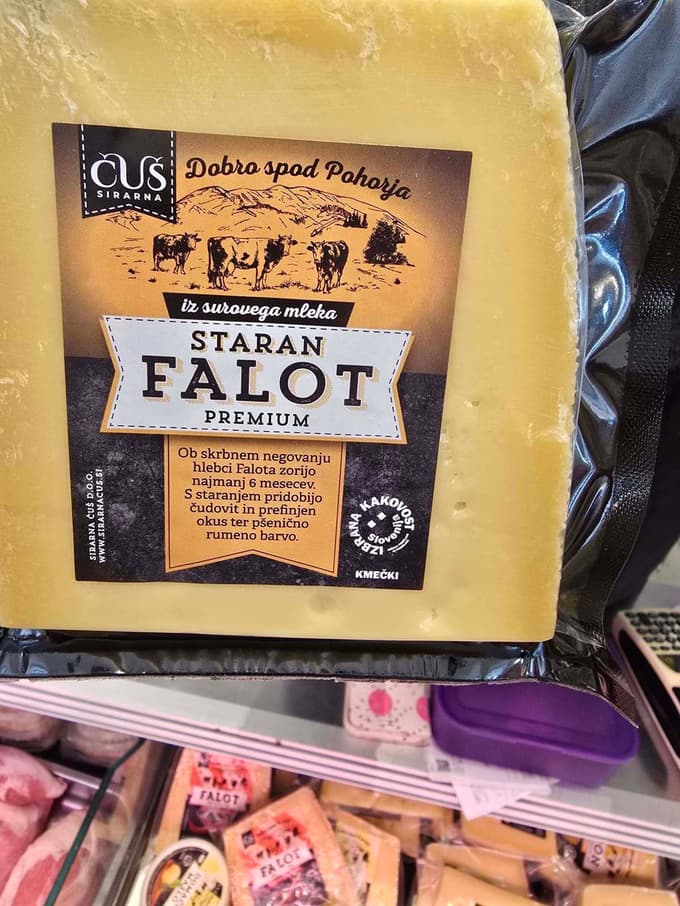 ČUŠ
SIRARNA
Dobro spod Pohorja
iz surovega mleka
STARAN
FALOT
PREMIUM
Ob skrbnem negovanju
hlebci Falota zorijo
najmanj 6 mesecev.
S staranjem pridobijo
čudovit in prefinjen
okus ter pšenično
rumeno barvo.
SIRARNA ČUŠ D.O.O.
WWW.SIRARNACUS.SI
IZBRANA KAKOVOST
Slovenija
KMEČKI
FALOT
FALOT